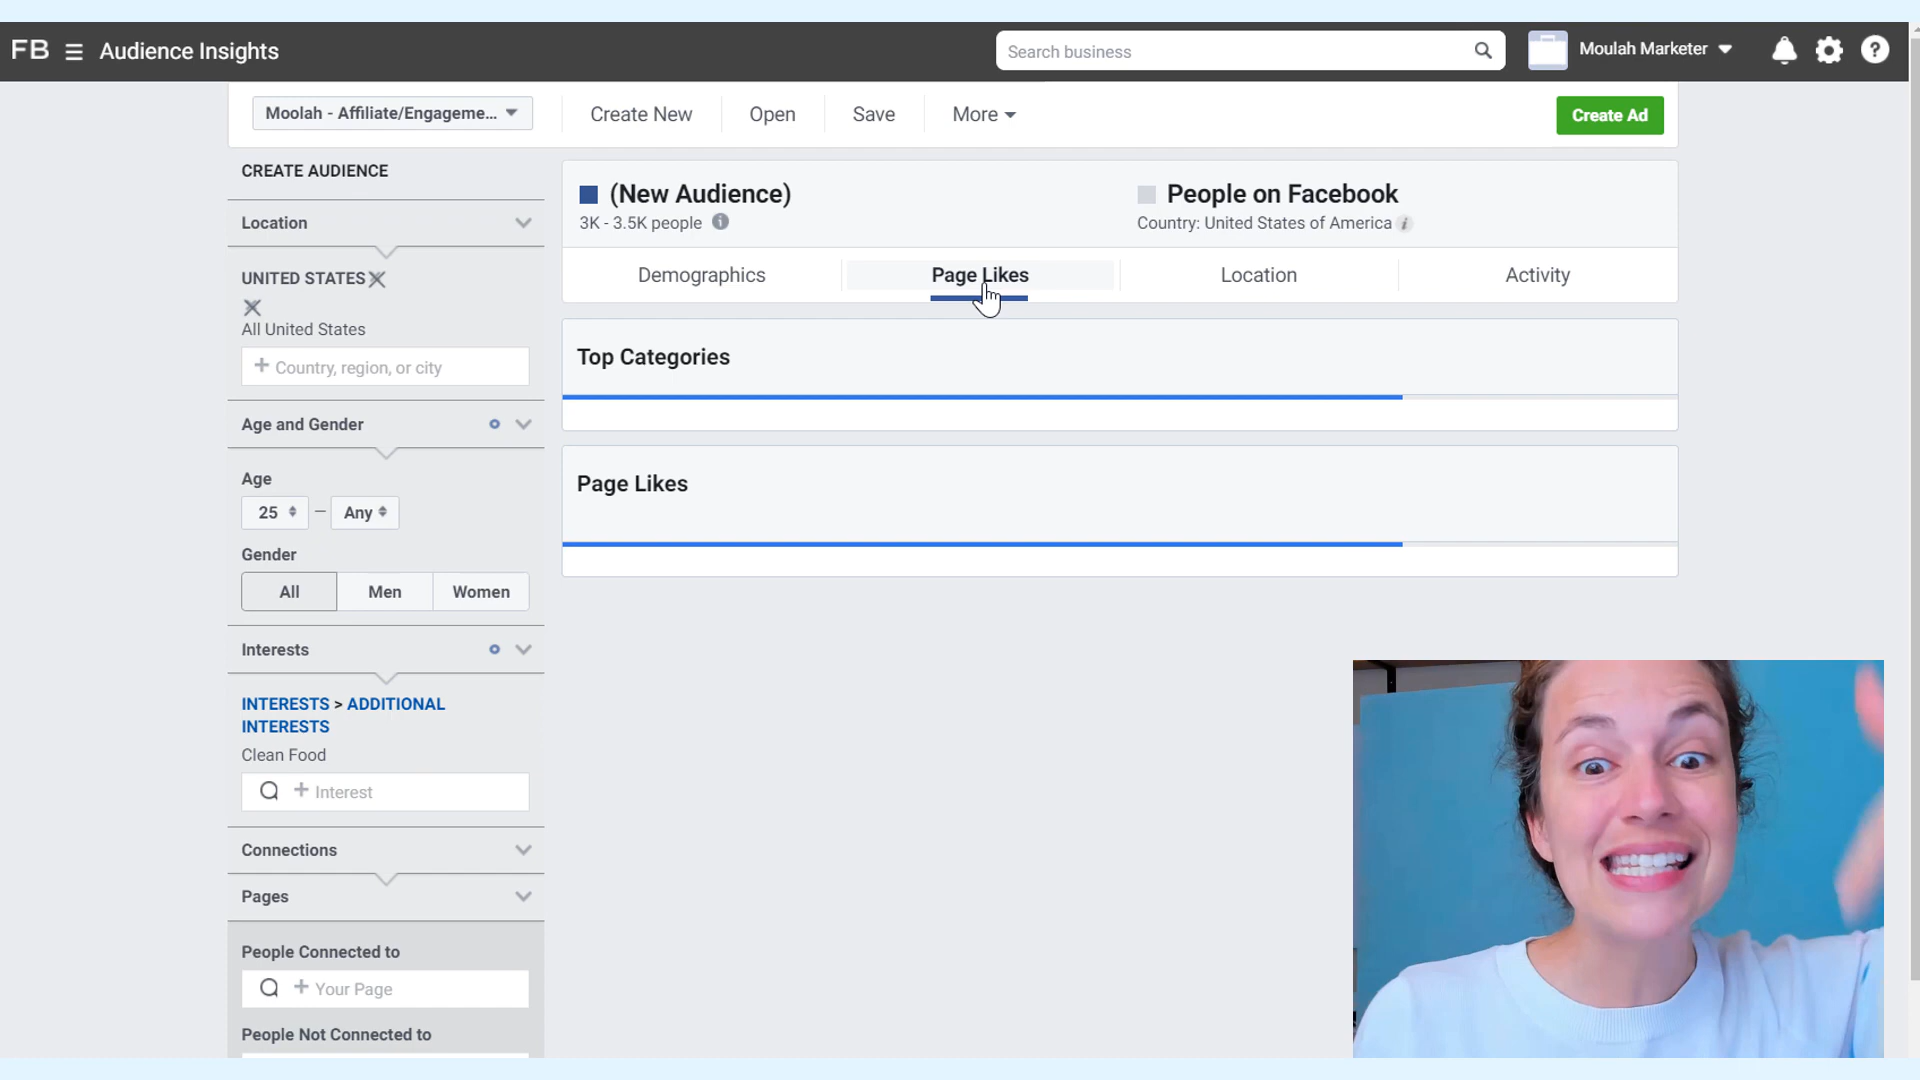 FB Audience Insights
Search business
Moulah Marketer
Moolah - Affiliate/Engageme...
Create New
Open
Save
More
Create Ad
CREATE AUDIENCE
Location
UNITED STATES
All United States
Country, region, or city
Age and Gender
Age
25 – Any
Gender
All Men Women
Interests
INTERESTS > ADDITIONAL
INTERESTS
Clean Food
Interest
Connections
Pages
People Connected to
Your Page
People Not Connected to
(New Audience)
3K - 3.5K people
People on Facebook
Country: United States of America
Demographics
Page Likes
Location
Activity
Top Categories
Page Likes